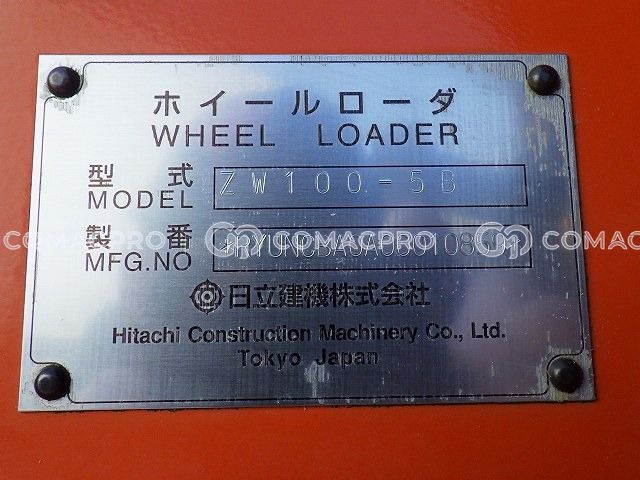 ホイールローダ
WHEEL LOADER
型式
MODEL ZW100-5B
製番
MFG.NO
COMACPRO COMACPRO COMACPRO
日立建機株式会社
Hitachi Construction Machinery Co., Ltd.
Tokyo Japan